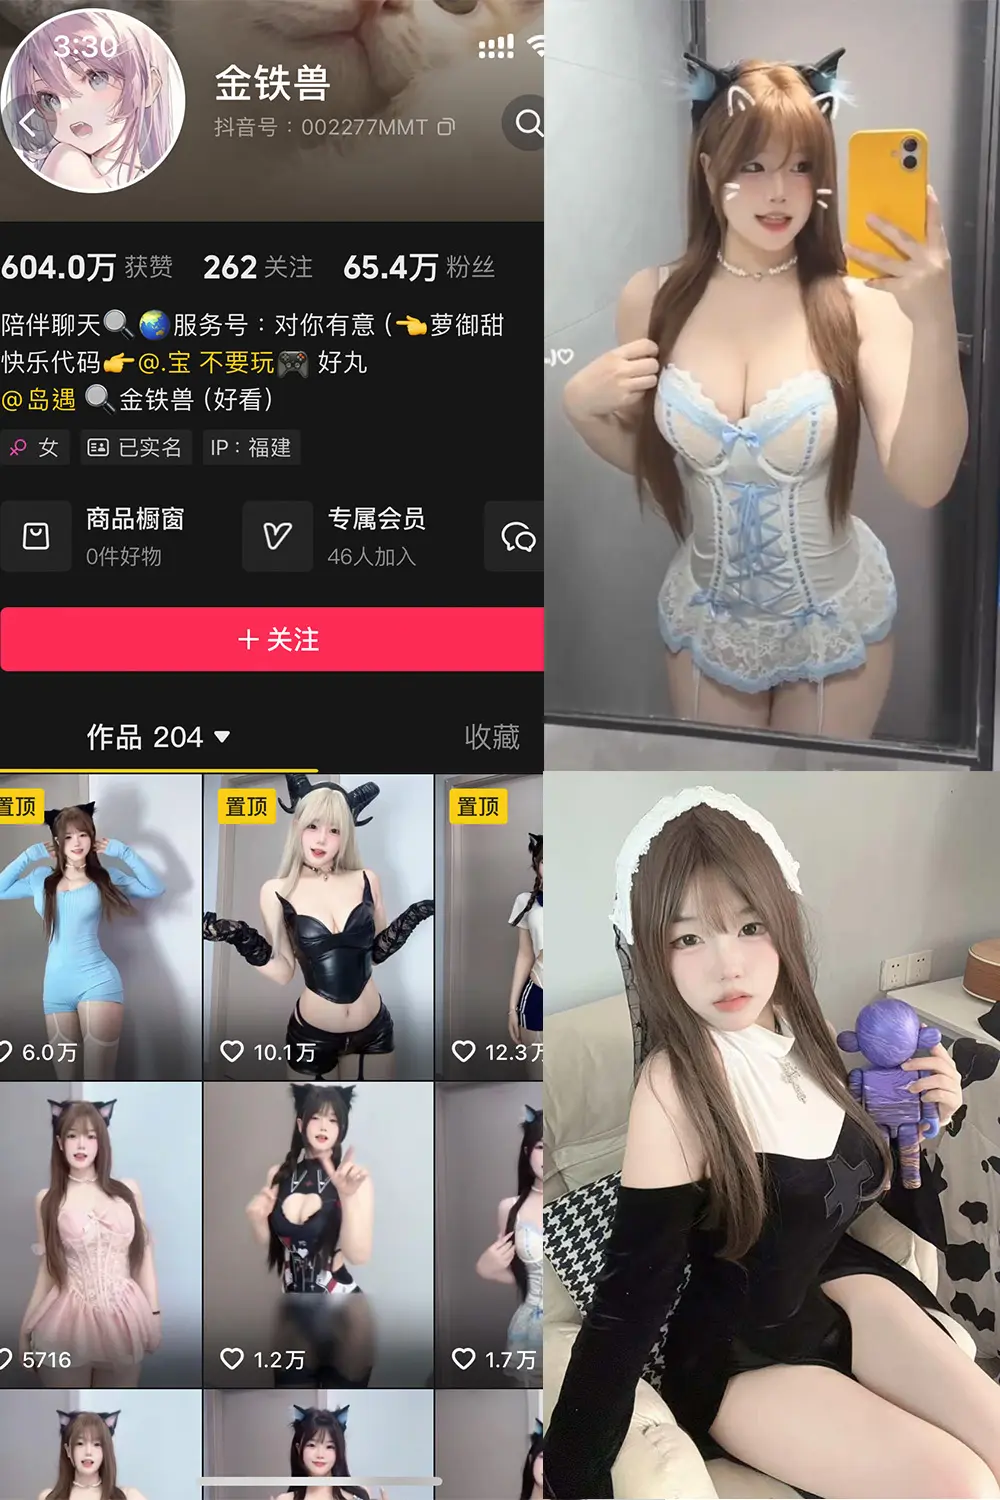 3:30
金铁兽
抖音号：002277MMT
604.0万 获赞 262 关注 65.4万 粉丝
陪伴聊天🔍🌏服务号：对你有意（👈萝御甜
快乐代码👉@.宝 不要玩🎮 好丸
@岛遇 🔍金铁兽（好看）
女 已实名 IP：福建
商品橱窗 专属会员
0件好物 46人加入
＋关注
作品 204 收藏
置顶 置顶 置顶
6.0万 10.1万 12.3万
5716 1.2万 1.7万